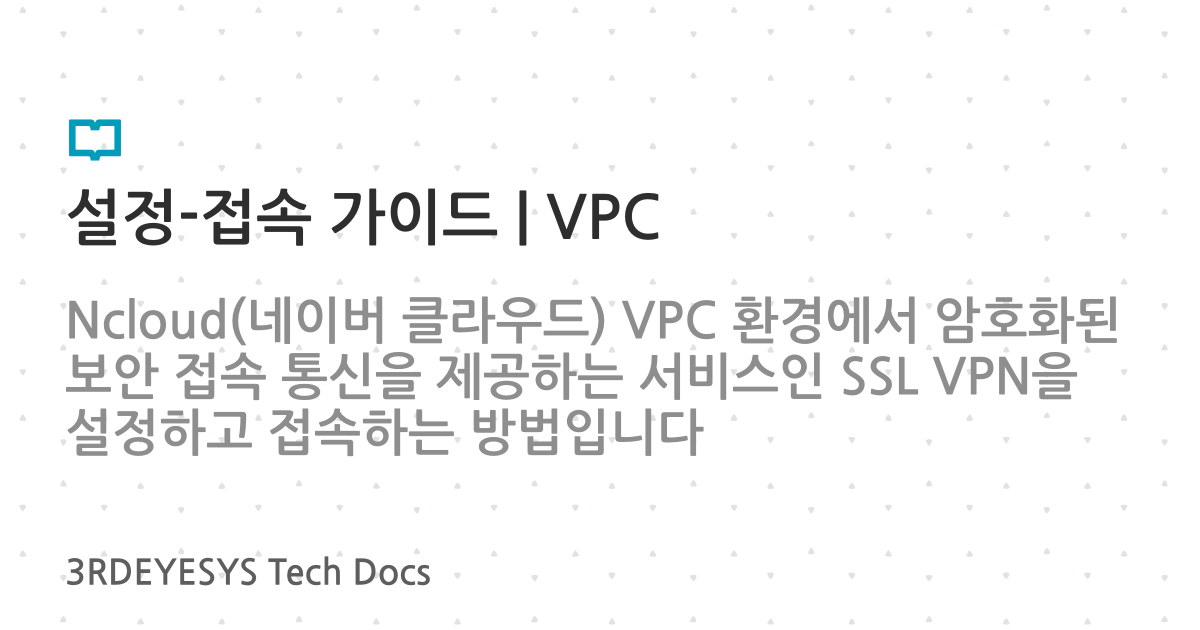 설정-접속 가이드 | VPC
Ncloud(네이버 클라우드) VPC 환경에서 암호화된
보안 접속 통신을 제공하는 서비스인 SSL VPN을
설정하고 접속하는 방법입니다
3RDEYESYS Tech Docs